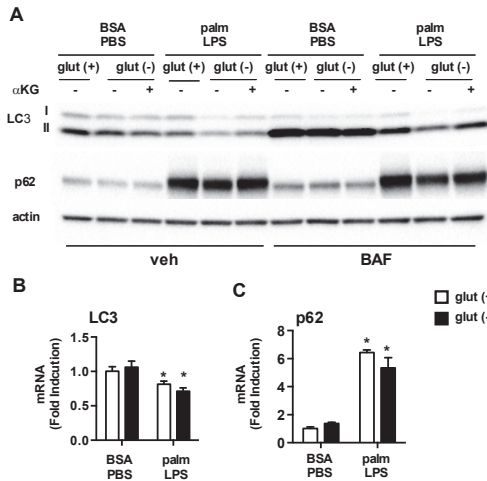 A
BSA palm BSA palm
PBS LPS PBS LPS
glut (+) glut (-) glut (+) glut (-) glut (+) glut (-) glut (+) glut (-)
αKG - - + - - + - - + - - +
LC3 I
II
p62
actin
veh BAF
B C
LC3 p62
glut (
glut (
mRNA
(Fold Indcution)
1.5
1.0
0.5
0.0
* *
BSA palm
PBS LPS
mRNA
(Fold Indcution)
8
6
4
2
0
* *
BSA palm
PBS LPS